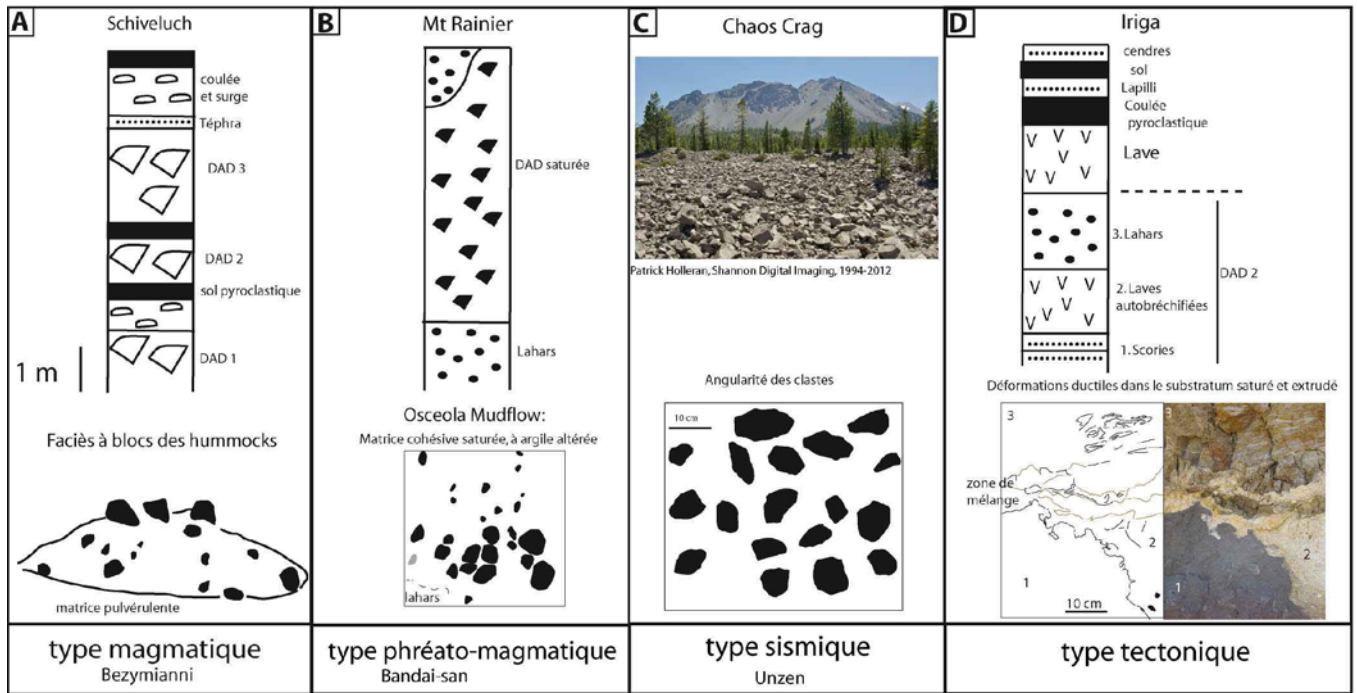 A
Schiveluch
coulée
et surge
Téphra
DAD 3
DAD 2
sol pyroclastique
DAD 1
1 m
Faciès à blocs des hummocks
matrice pulvérulente
type magmatique
Bezymianni
B
Mt Rainier
DAD saturée
Lahars
Osceola Mudflow:
Matrice cohésive saturée, à argile altérée
lahars
type phréato-magmatique
Bandai-san
C
Chaos Crag
Patrick Holleran, Shannon Digital Imaging, 1994-2012
Angularité des clastes
10 cm
type sismique
Unzen
D
Iriga
cendres
sol
Lapilli
Coulée
pyroclastique
Lave
3. Lahars
DAD 2
2. Laves
autobréchifiées
1. Scories
Déformations ductiles dans le substratum saturé et extrudé
3
zone de
mélange
2
1
10 cm
3
2
1
type tectonique